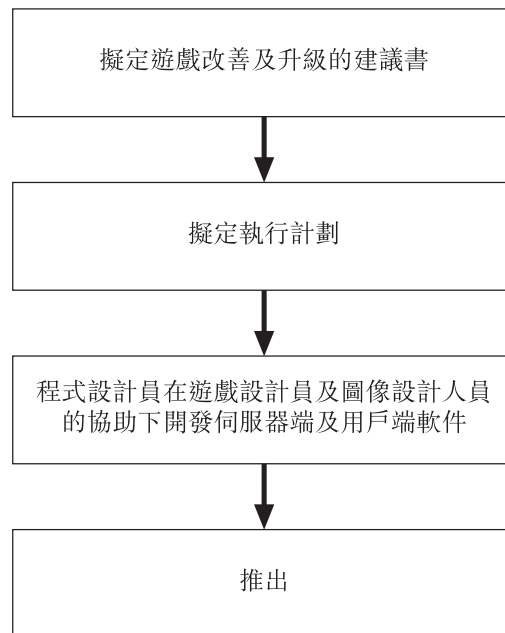 擬定遊戲改善及升級的建議書
擬定執行計劃
程式設計員在遊戲設計員及圖像設計人員
的協助下開發伺服器端及用戶端軟件
推出